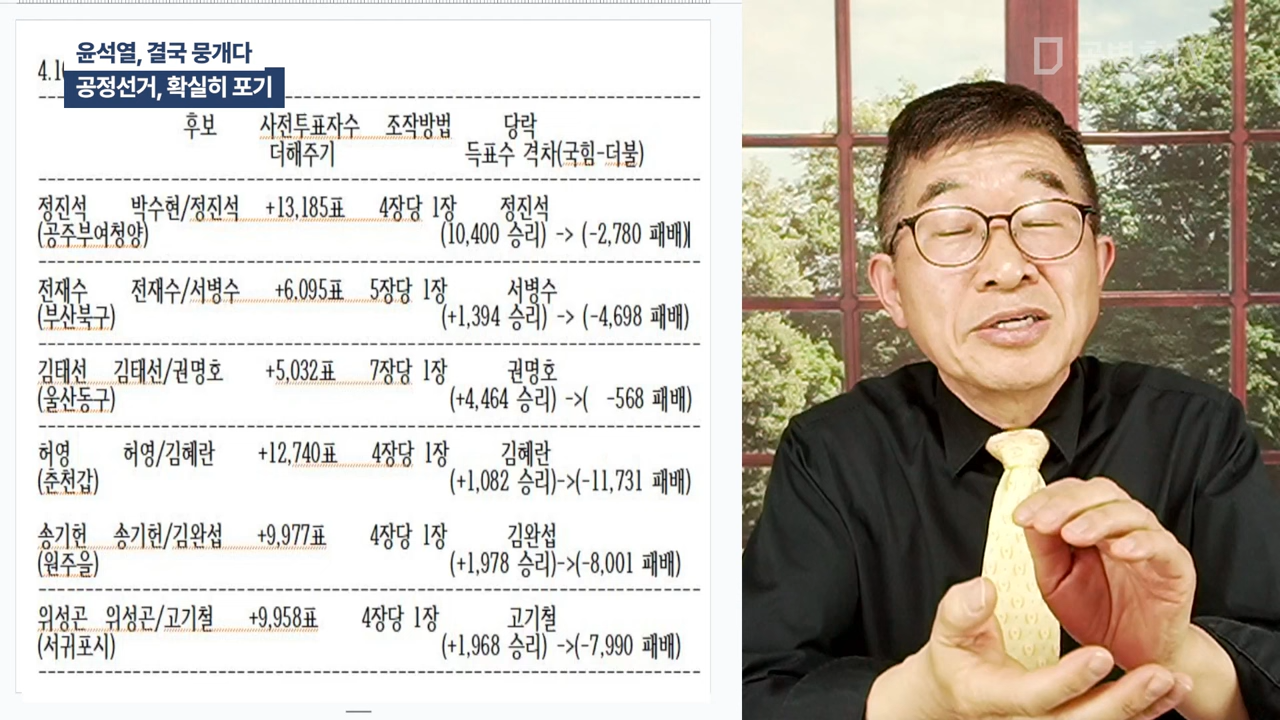 윤석열, 결국 뭉개다
공정선거, 확실히 포기
후보 사전투표자수 조작방법 당락
더해주기 득표수 격차(국힘-더불)
정진석 박수현/정진석 +13,185표 4장당 1장 정진석
(공주부여청양) (10,400 승리) -> (-2,780 패배)
전재수 전재수/서병수 +6,095표 5장당 1장 서병수
(부산북구) (+1,394 승리) -> (-4,698 패배)
김태선 김태선/권명호 +5,032표 7장당 1장 권명호
(울산동구) (+4,464 승리) ->( -568 패배)
허영 허영/김혜란 +12,740표 4장당 1장 김혜란
(춘천갑) (+1,082 승리)->(-11,731 패배)
송기헌 송기헌/김완섭 +9,977표 4장당 1장 김완섭
(원주을) (+1,978 승리)->(-8,001 패배)
위성곤 위성곤/고기철 +9,958표 4장당 1장 고기철
(서귀포시) (+1,968 승리) ->(-7,990 패배)